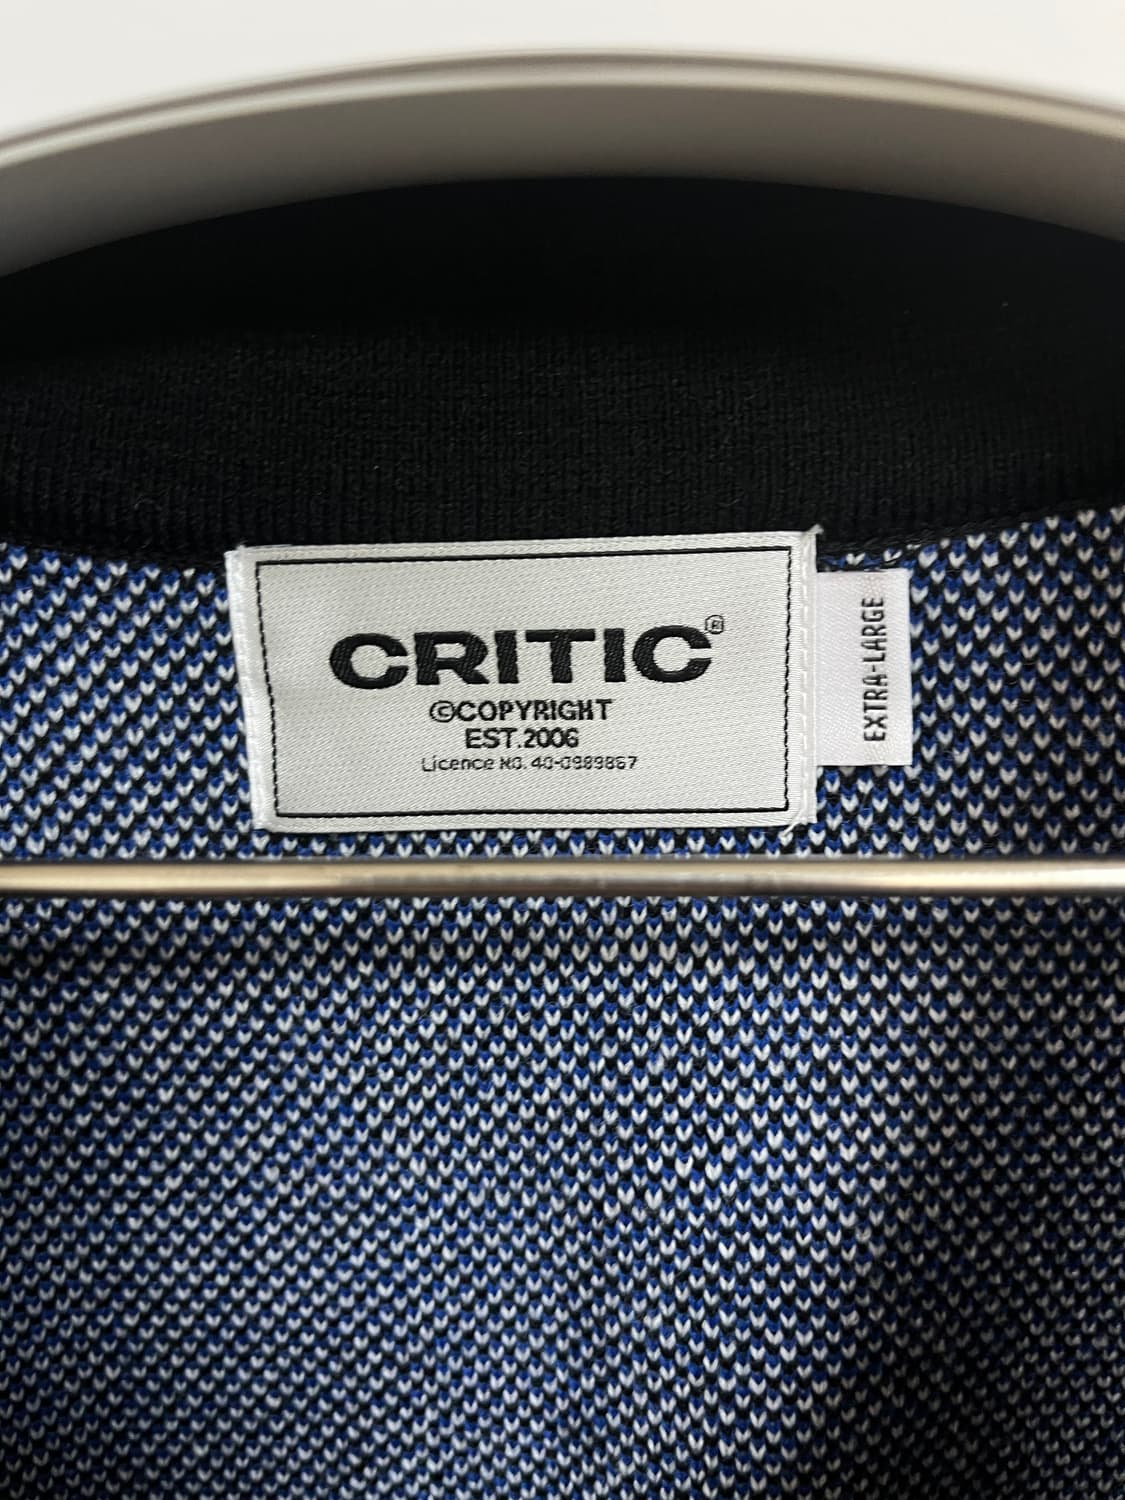 CRITIC®
©COPYRIGHT
EST.2006
Licence NO. 40-0989867
EXTRA-LARGE